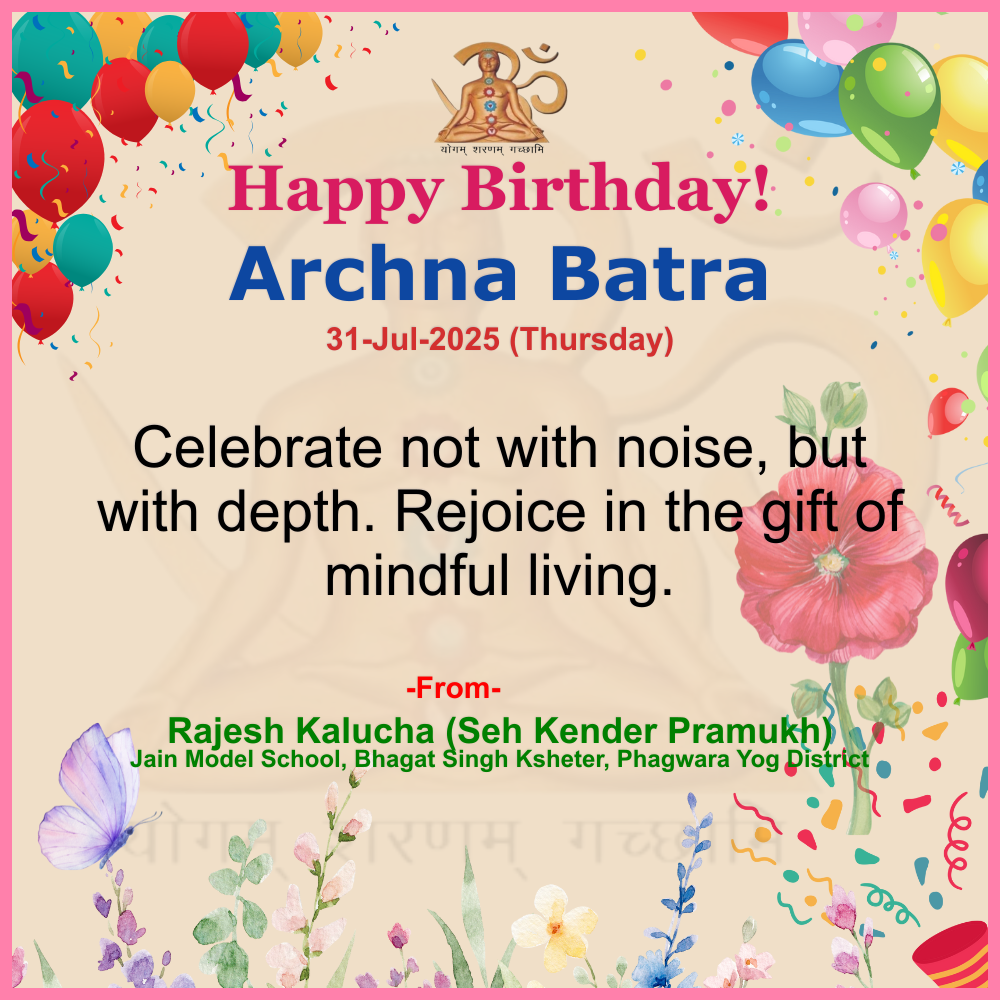 योगम् शरणम् गच्छामि
Happy Birthday!
Archna Batra
31-Jul-2025 (Thursday)
Celebrate not with noise, but
with depth. Rejoice in the gift of
mindful living.
-From-
Rajesh Kalucha (Seh Kender Pramukh)
Jain Model School, Bhagat Singh Ksheter, Phagwara Yog District
योगम् शरणम् गच्छामि